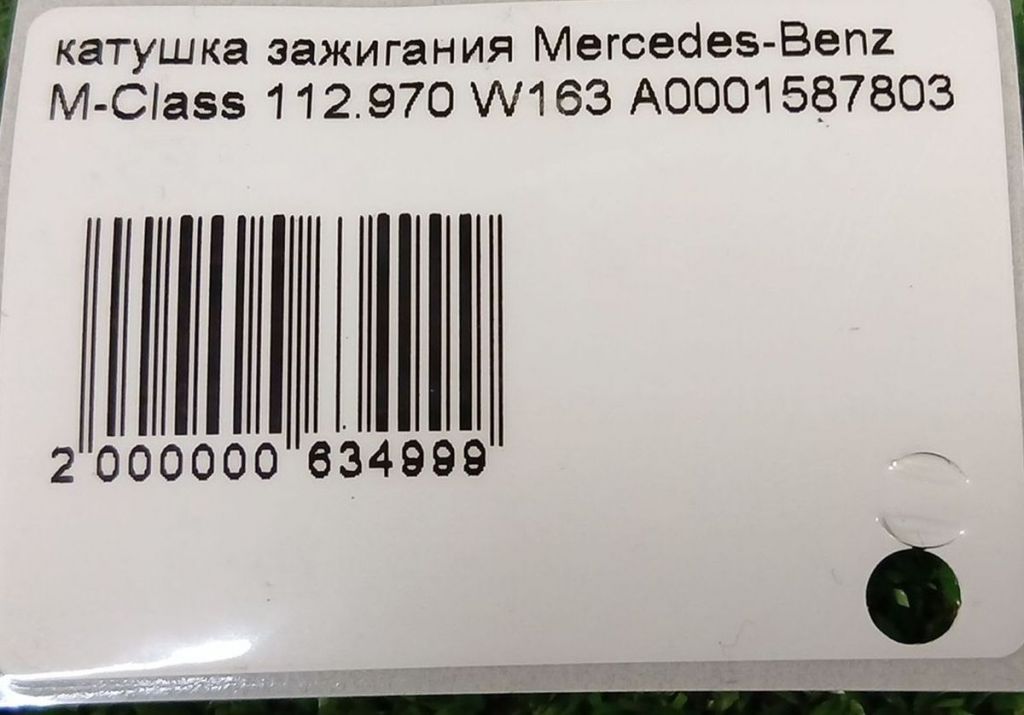 катушка зажигания Mercedes-Benz
M-Class 112.970 W163 A0001587803
2 000000 634999